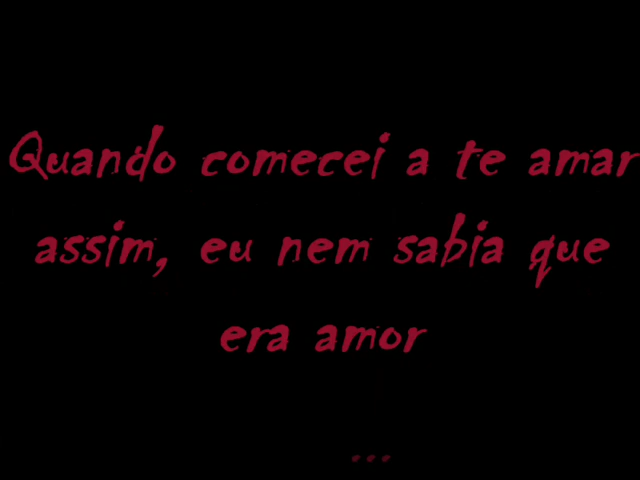 Quando comecei a te amar
assim, eu nem sabia que
era amor
...